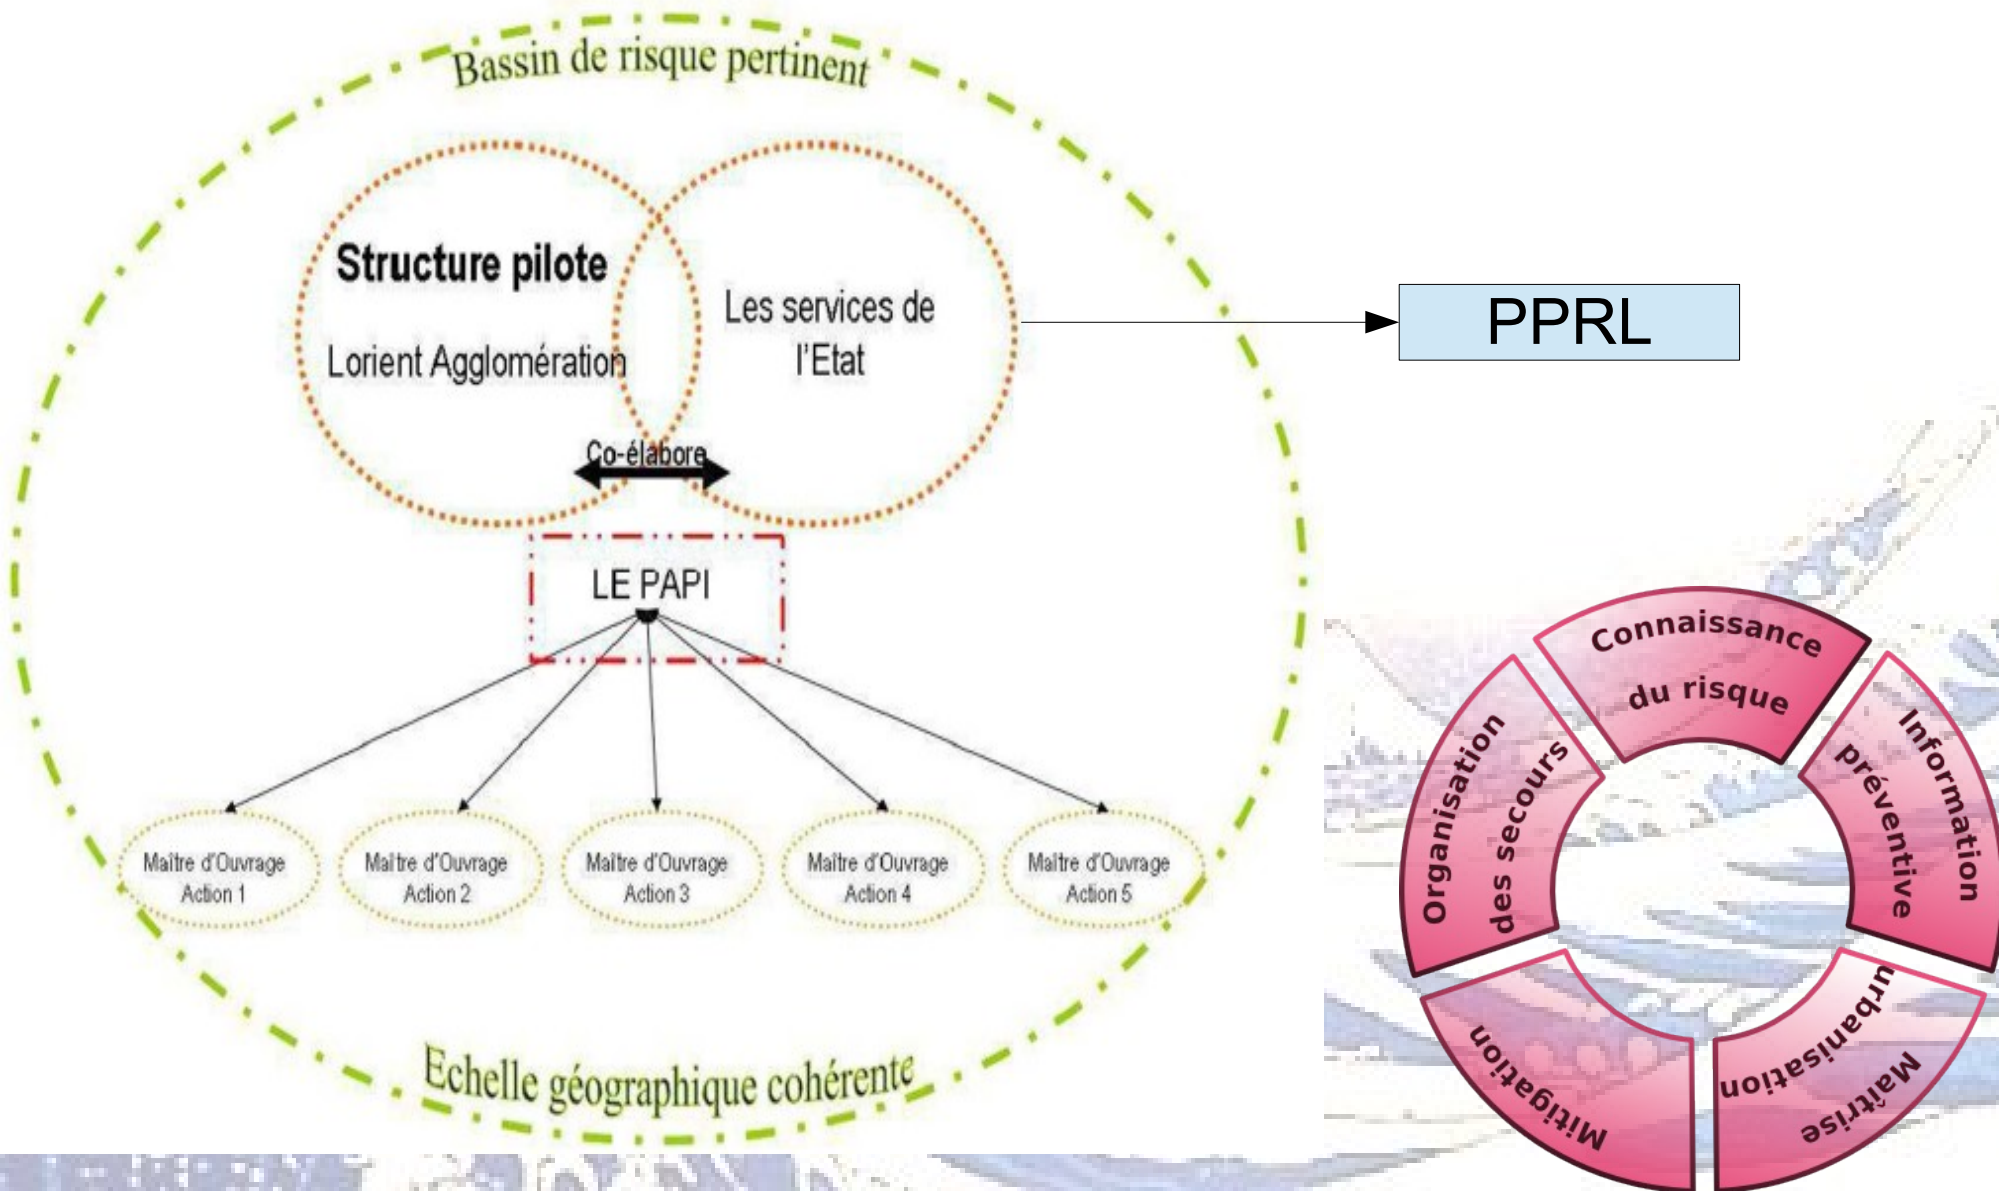 Bassin de risque pertinent
Structure pilote
Lorient Agglomération
Les services de
l'Etat
Co-élabore
PPRL
LE PAPI
Maître d'Ouvrage
Action 1
Maître d'Ouvrage
Action 2
Maître d'Ouvrage
Action 3
Maître d'Ouvrage
Action 4
Maître d'Ouvrage
Action 5
Echelle géographique cohérente
Connaissance
du risque
Information
préventive
Maîtrise
urbanisation
Mitigation
Organisation
des secours